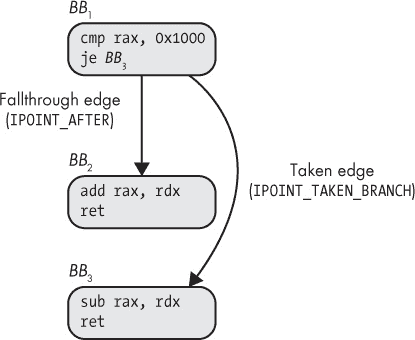 BB₁
cmp rax, 0x1000
je BB₃
Fallthrough edge
(IPOINT_AFTER)
BB₂
add rax, rdx
ret
Taken edge
(IPOINT_TAKEN_BRANCH)
BB₃
sub rax, rdx
ret